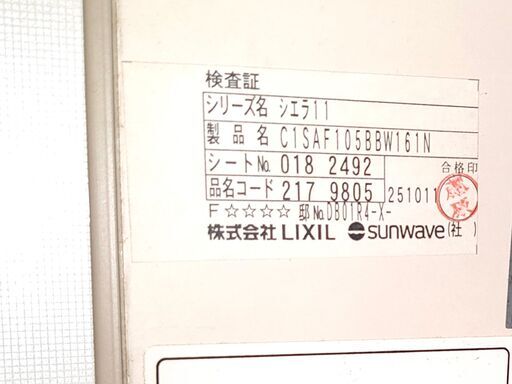 検査証
シリーズ名 シエラ11
製品名 C1SAF105BBW161N
シートNo. 018 2492 合格印
品名コード 217 9805 251011
F☆☆☆☆ 邸No.DB01R4-X-
株式会社 LIXIL sunwave(社)